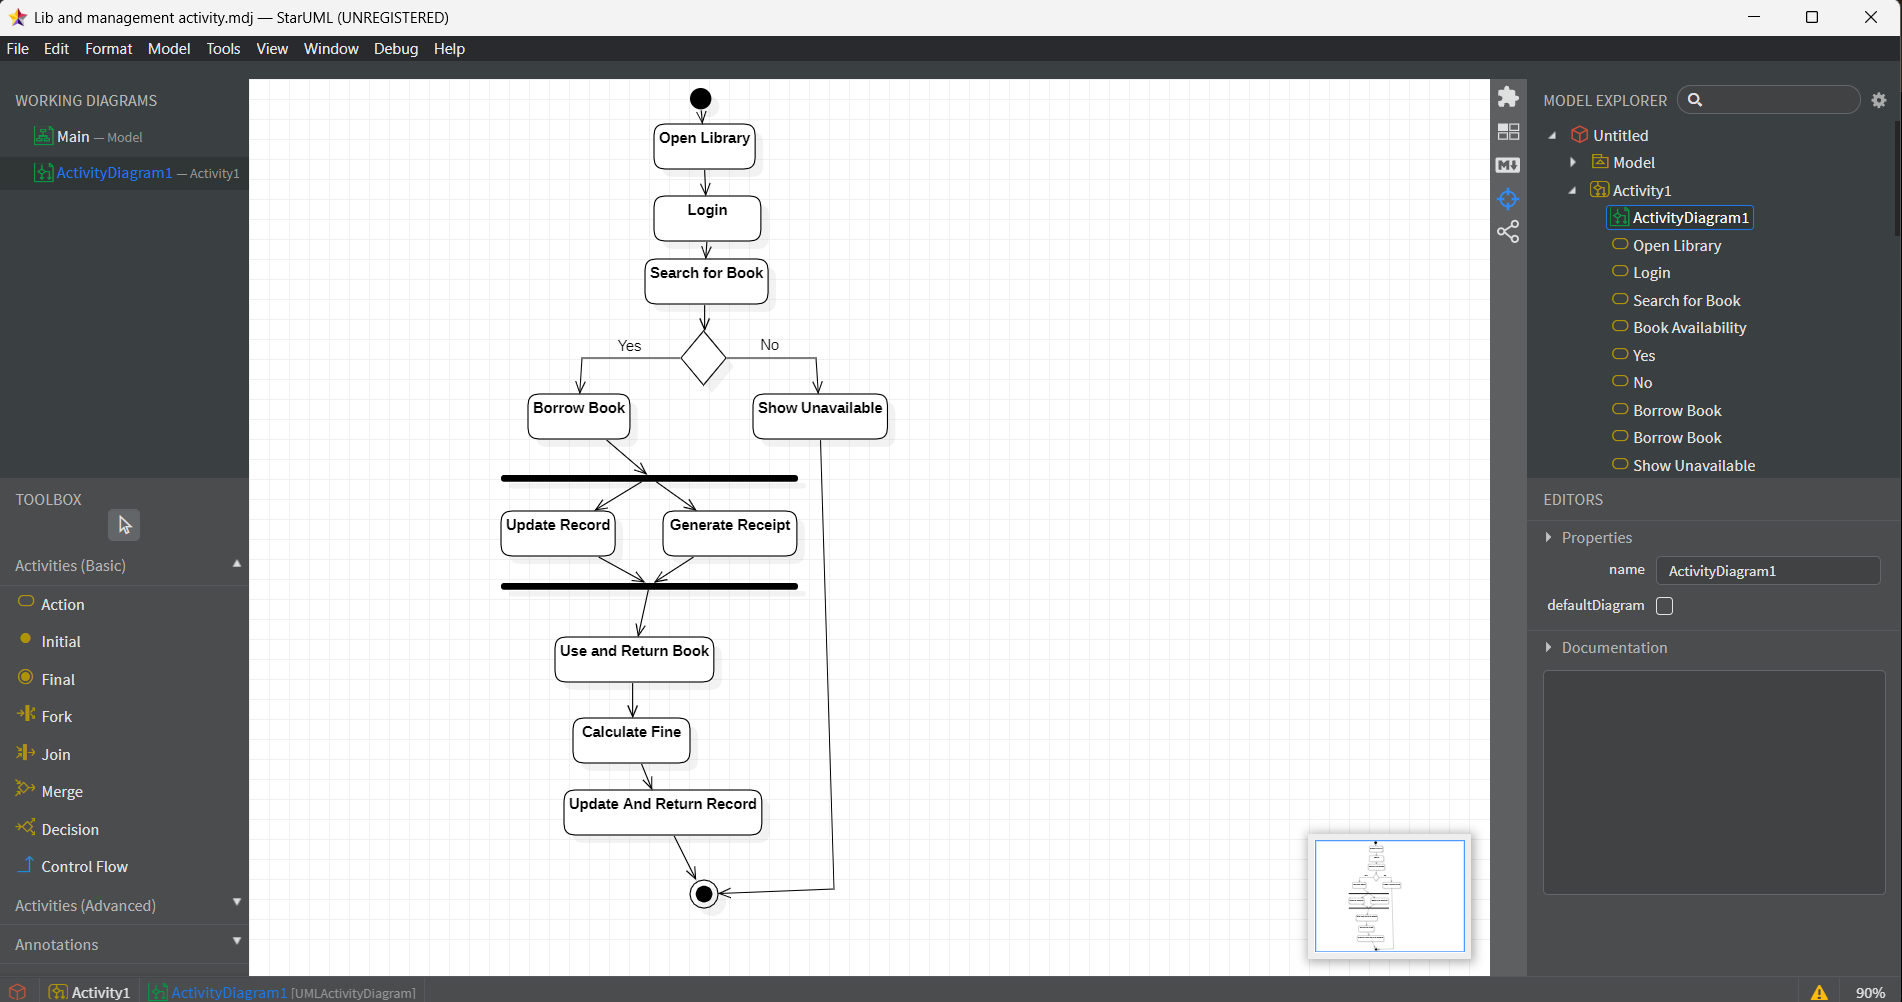 Lib and management activity.mdj — StarUML (UNREGISTERED)
File Edit Format Model Tools View Window Debug Help
WORKING DIAGRAMS
Main — Model
ActivityDiagram1 — Activity1
TOOLBOX
Activities (Basic)
Action
Initial
Final
Fork
Join
Merge
Decision
Control Flow
Activities (Advanced)
Annotations
Open Library
Login
Search for Book
Yes
No
Borrow Book
Show Unavailable
Update Record
Generate Receipt
Use and Return Book
Calculate Fine
Update And Return Record
MODEL EXPLORER
Untitled
Model
Activity1
ActivityDiagram1
Open Library
Login
Search for Book
Book Availability
Yes
No
Borrow Book
Borrow Book
Show Unavailable
EDITORS
Properties
name ActivityDiagram1
defaultDiagram
Documentation
Activity1 ActivityDiagram1 [UMLActivityDiagram]
90%